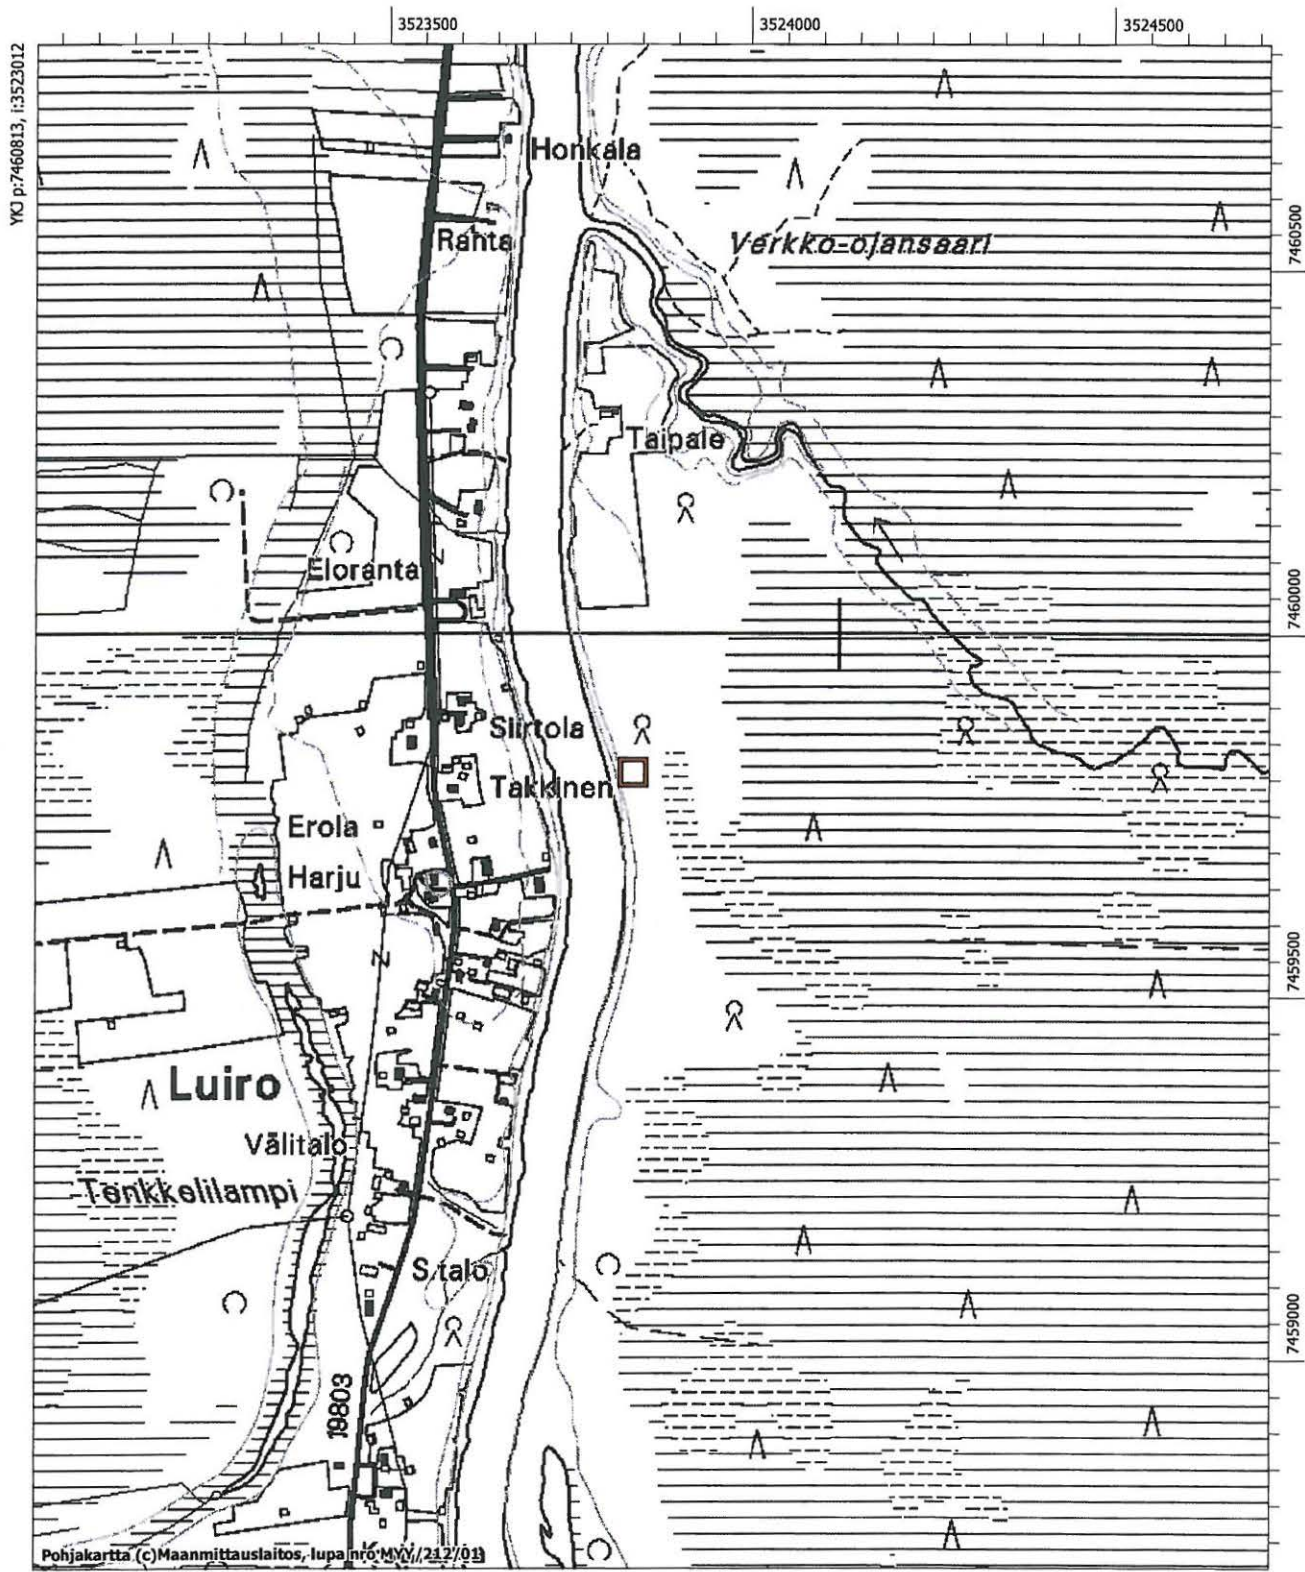 3523500
3524000
3524500
YKJ p:7460813, i:3523012
Honkala
Ranta
Verkko-ojansaari
7460500
Taipale
Eloranta
7460000
Siirtola
Takkinen
Erola
Harju
7459500
Luiro
Välitalo
Tenkkelilampi
S.talo
7459000
19803
Pohjakartta (c)Maanmittauslaitos, lupa nro MYY/212/01